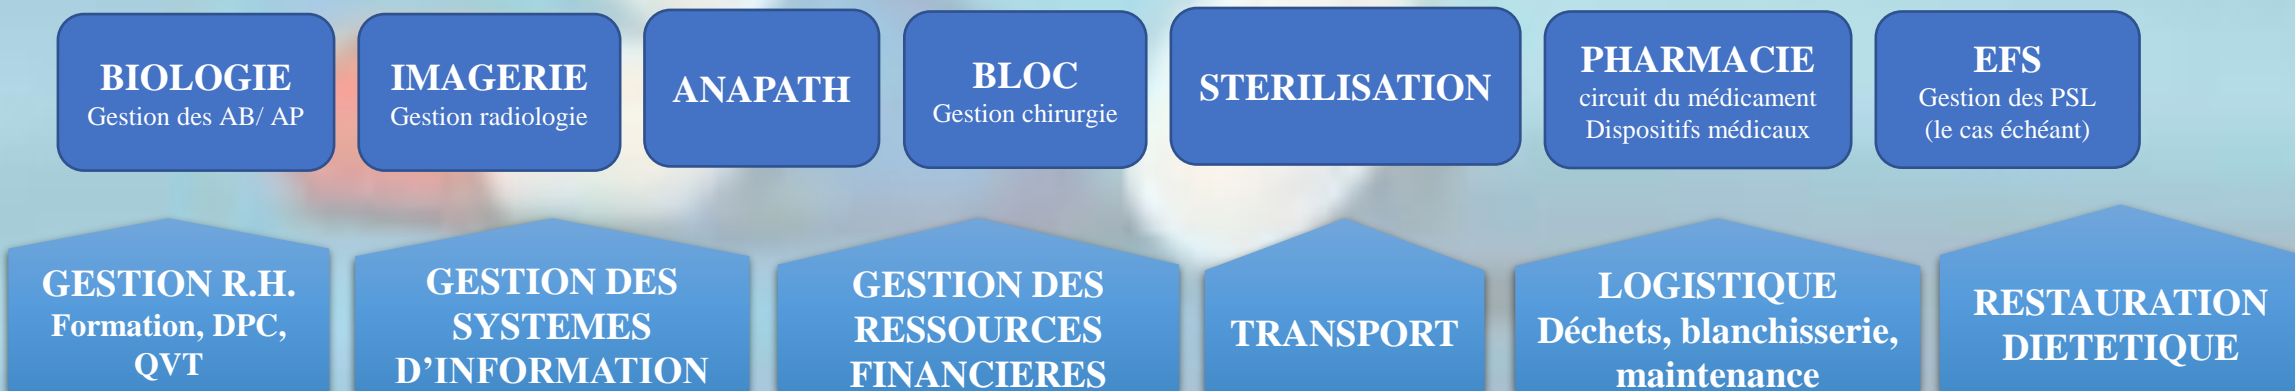 BIOLOGIE
Gestion des AB/ AP
IMAGERIE
Gestion radiologie
ANAPATH
BLOC
Gestion chirurgie
STERILISATION
PHARMACIE
circuit du médicament
Dispositifs médicaux
EFS
Gestion des PSL
(le cas échéant)
GESTION R.H.
Formation, DPC,
QVT
GESTION DES
SYSTEMES
D’INFORMATION
GESTION DES
RESSOURCES
FINANCIERES
TRANSPORT
LOGISTIQUE
Déchets, blanchisserie,
maintenance
RESTAURATION
DIETETIQUE